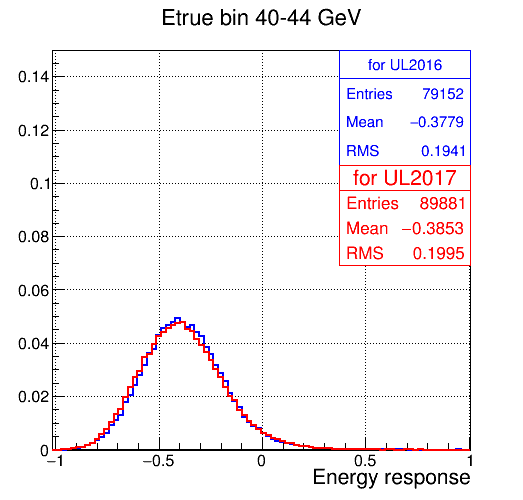 Etrue bin 40-44 GeV
for UL2016
Entries 79152
Mean −0.3779
RMS 0.1941
for UL2017
Entries 89881
Mean −0.3853
RMS 0.1995
0.14
0.12
0.1
0.08
0.06
0.04
0.02
0
−1 −0.5 0 0.5 1
Energy response